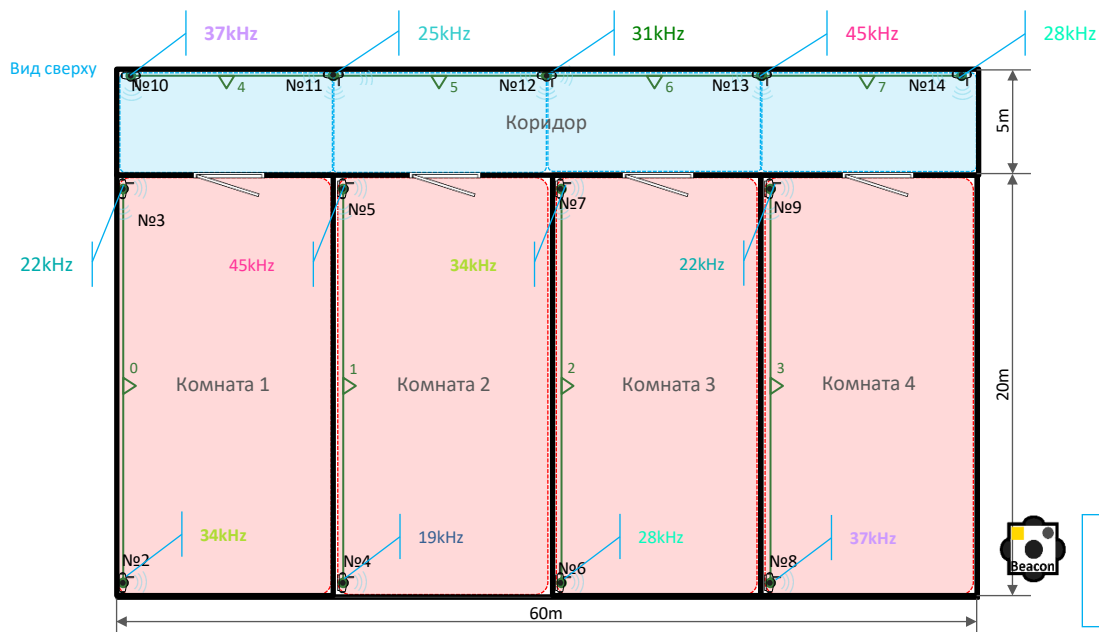 37kHz
25kHz
31kHz
45kHz
28kHz
Вид сверху
№10
4
№11
5
№12
6
№13
7
№14
Коридор
5m
№3
№5
№7
№9
22kHz
45kHz
34kHz
22kHz
0
1
2
3
Комната 1
Комната 2
Комната 3
Комната 4
20m
34kHz
19kHz
28kHz
37kHz
№2
№4
№6
№8
Beacon
60m